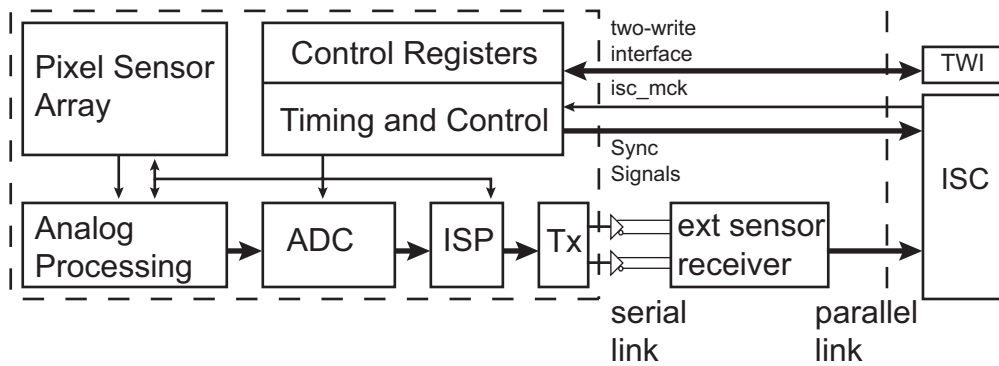 Pixel Sensor
Array
Control Registers
Timing and Control
two-write
interface
isc_mck
Sync
Signals
TWI
ISC
Analog
Processing
ADC
ISP
Tx
ext sensor
receiver
serial
link
parallel
link